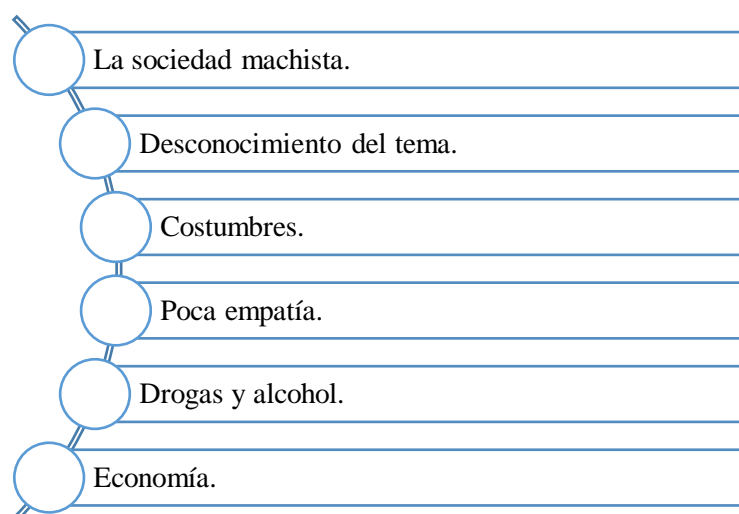 La sociedad machista.
Desconocimiento del tema.
Costumbres.
Poca empatía.
Drogas y alcohol.
Economía.